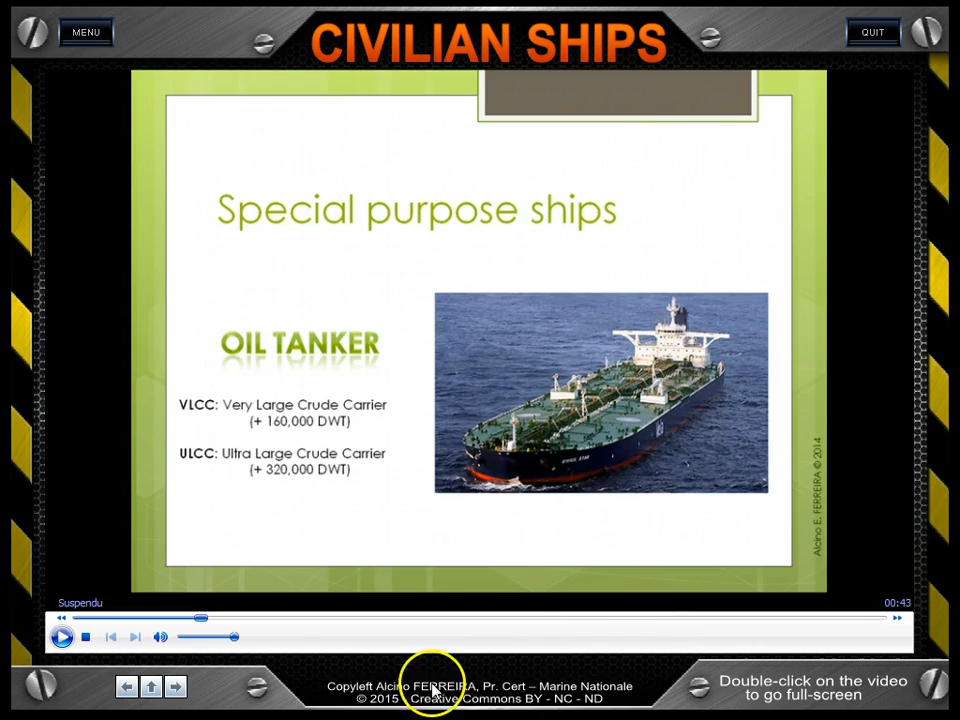 MENU
CIVILIAN SHIPS
QUIT
Special purpose ships
OIL TANKER
VLCC: Very Large Crude Carrier
(+ 160,000 DWT)
ULCC: Ultra Large Crude Carrier
(+ 320,000 DWT)
Alcino E. FERREIRA © 2014
Suspendu
00:43
Copyleft Alcino FERREIRA, Pr. Cert – Marine Nationale
© 2015 - Creative Commons BY - NC - ND
Double-click on the video
to go full-screen